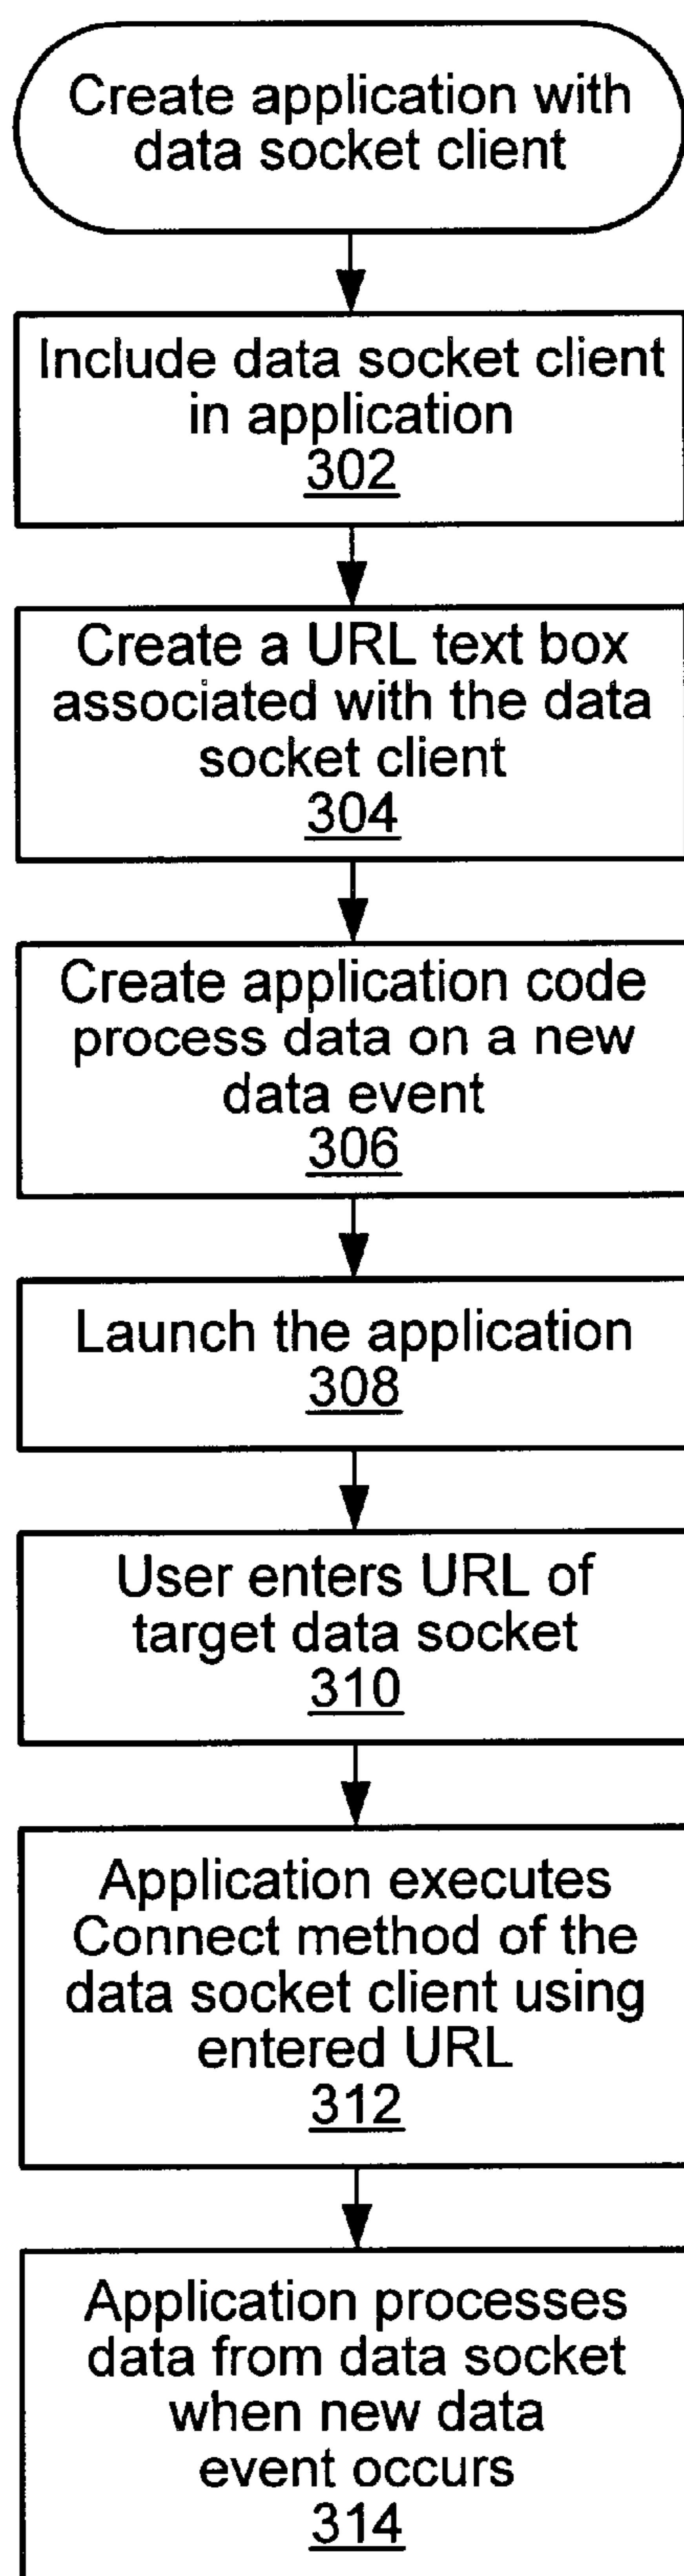 Create application with
data socket client
Include data socket client
in application
302
Create a URL text box
associated with the data
socket client
304
Create application code
process data on a new
data event
306
Launch the application
308
User enters URL of
target data socket
310
Application executes
Connect method of the
data socket client using
entered URL
312
Application processes
data from data socket
when new data
event occurs
314